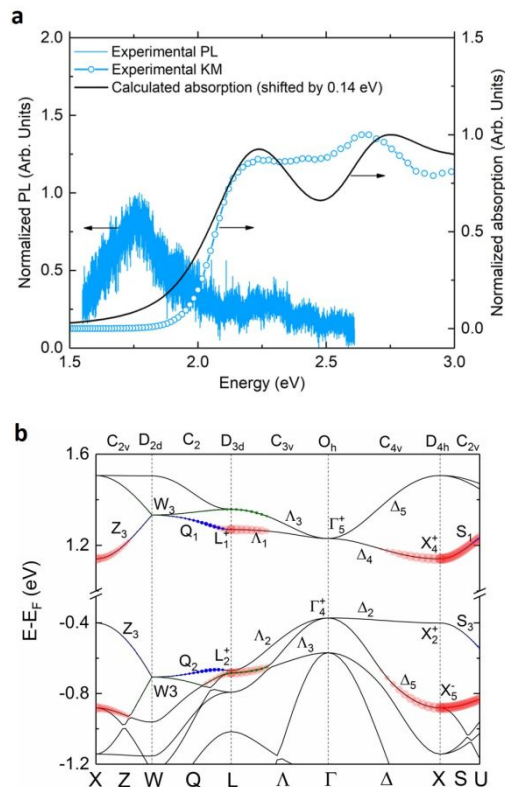 a
2.0
1.5
1.0
0.5
0.0
Normalized PL (Arb. Units)
Experimental PL
Experimental KM
Calculated absorption (shifted by 0.14 eV)
1.5
1.0
0.5
0.0
Normalized absorption (Arb. Units)
1.5 2.0 2.5 3.0
Energy (eV)
b
C2v D2d C2 D3d C3v Oh C4v D4h C2v
1.6
1.2
-0.4
-0.8
-1.2
E-EF (eV)
Z3 W3 Q1 L1+ Λ1 Λ3 Γ5+ Δ5 Δ4 X4+ S1
Z3 W3 Q2 L2+ Λ2 Λ3 Γ4+ Δ2 Δ5 X2+ X5- S3
X Z W Q L Λ Γ Δ X S U